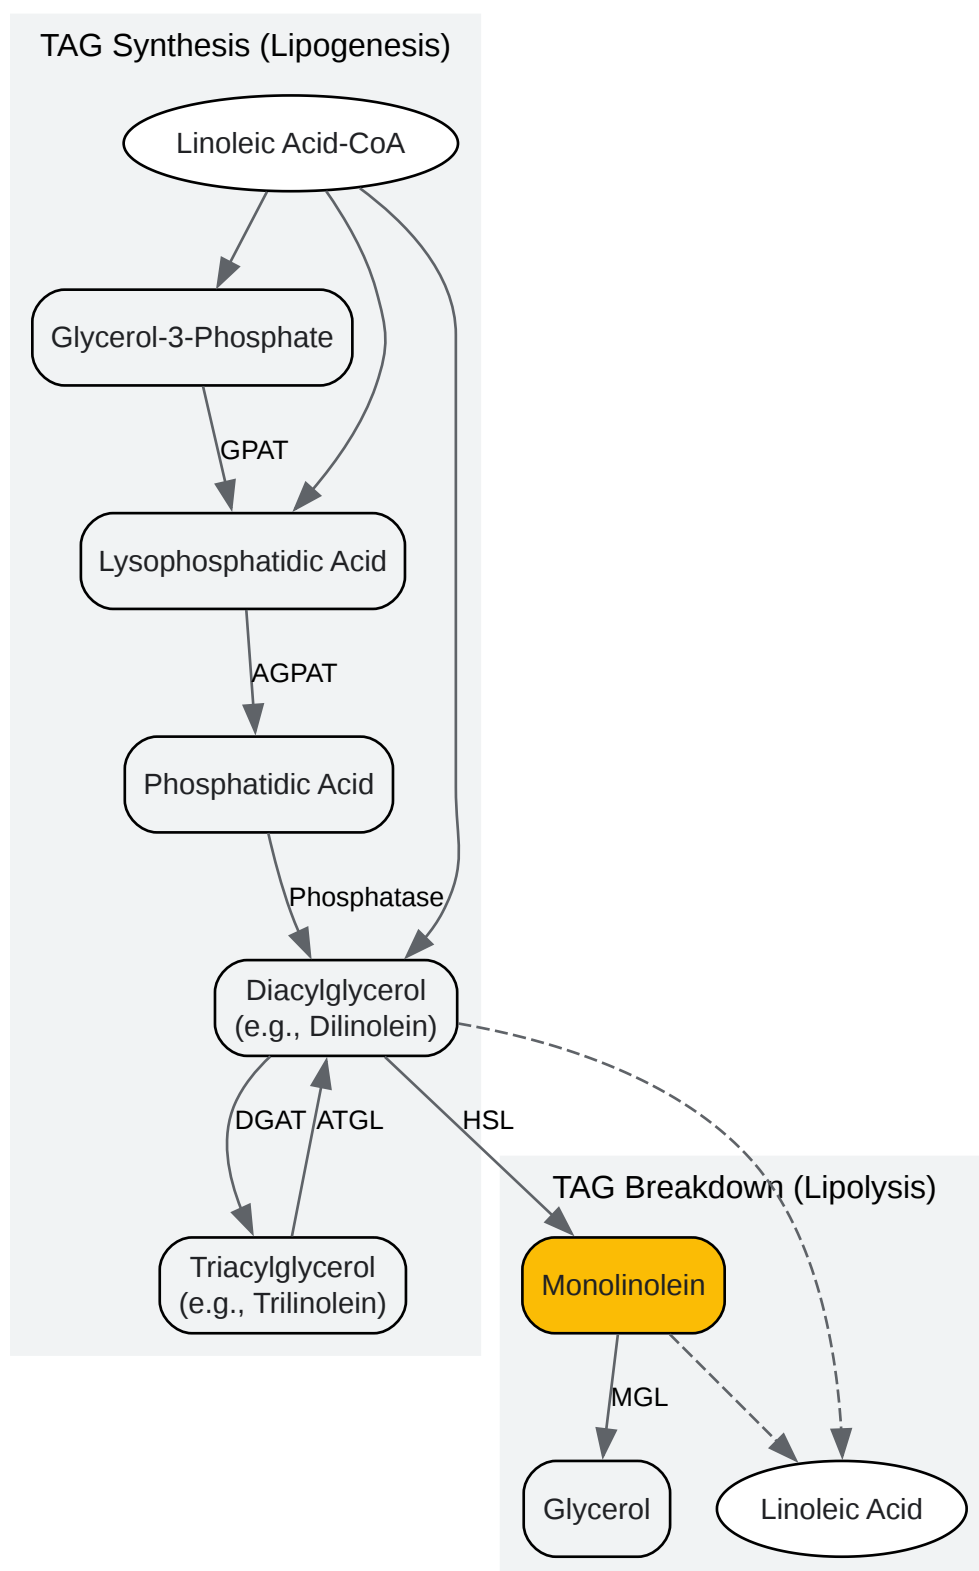 TAG Synthesis (Lipogenesis)
Linoleic Acid-CoA
Glycerol-3-Phosphate
GPAT
Lysophosphatidic Acid
AGPAT
Phosphatidic Acid
Phosphatase
Diacylglycerol
(e.g., Dilinolein)
DGAT
ATGL
HSL
TAG Breakdown (Lipolysis)
Triacylglycerol
(e.g., Trilinolein)
Monolinolein
MGL
Glycerol
Linoleic Acid